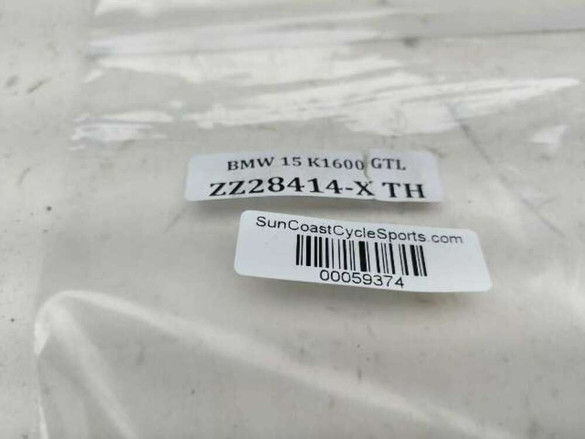 BMW 15 K1600 GTL
ZZ28414-X TH
SunCoastCycleSports.com
00059374